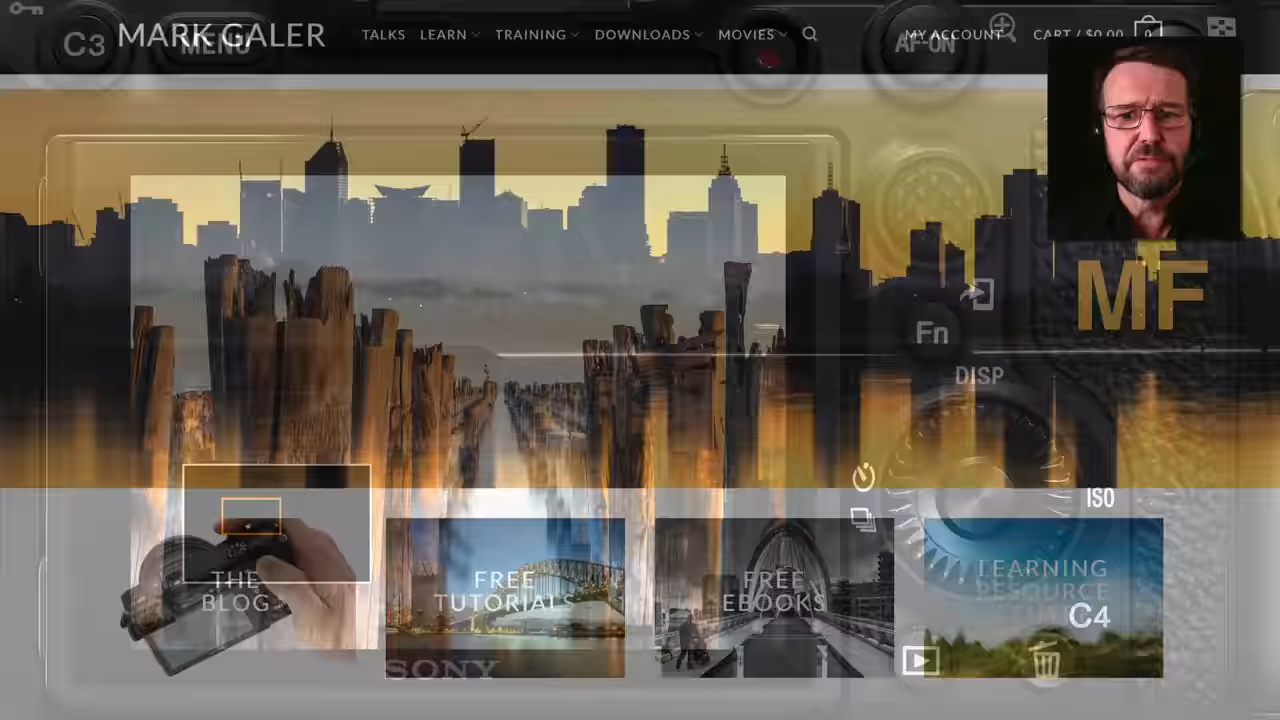 C3
MENU
MARK GALER
TALKS
LEARN
TRAINING
DOWNLOADS
MOVIES
AF-ON
MY ACCOUNT
CART / $0.00
0
MF
Fn
DISP
ISO
THE
BLOG
FREE
TUTORIALS
FREE
EBOOKS
LEARNING
RESOURCE
C4
SONY